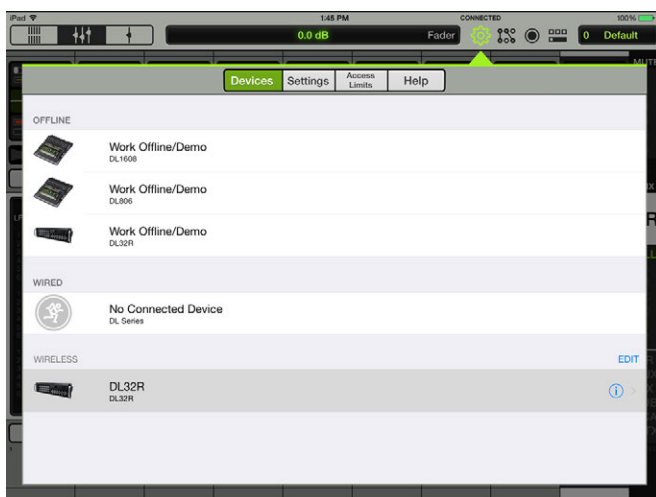 iPad 1:45 PM CONNECTED 100%
0.0 dB Fader 0 Default
MUTE
Devices Settings Access Limits Help
OFFLINE
Work Offline/Demo
DL1608
Work Offline/Demo
DL806
Work Offline/Demo
DL32R
WIRED
No Connected Device
DL Series
WIRELESS EDIT
DL32R
DL32R